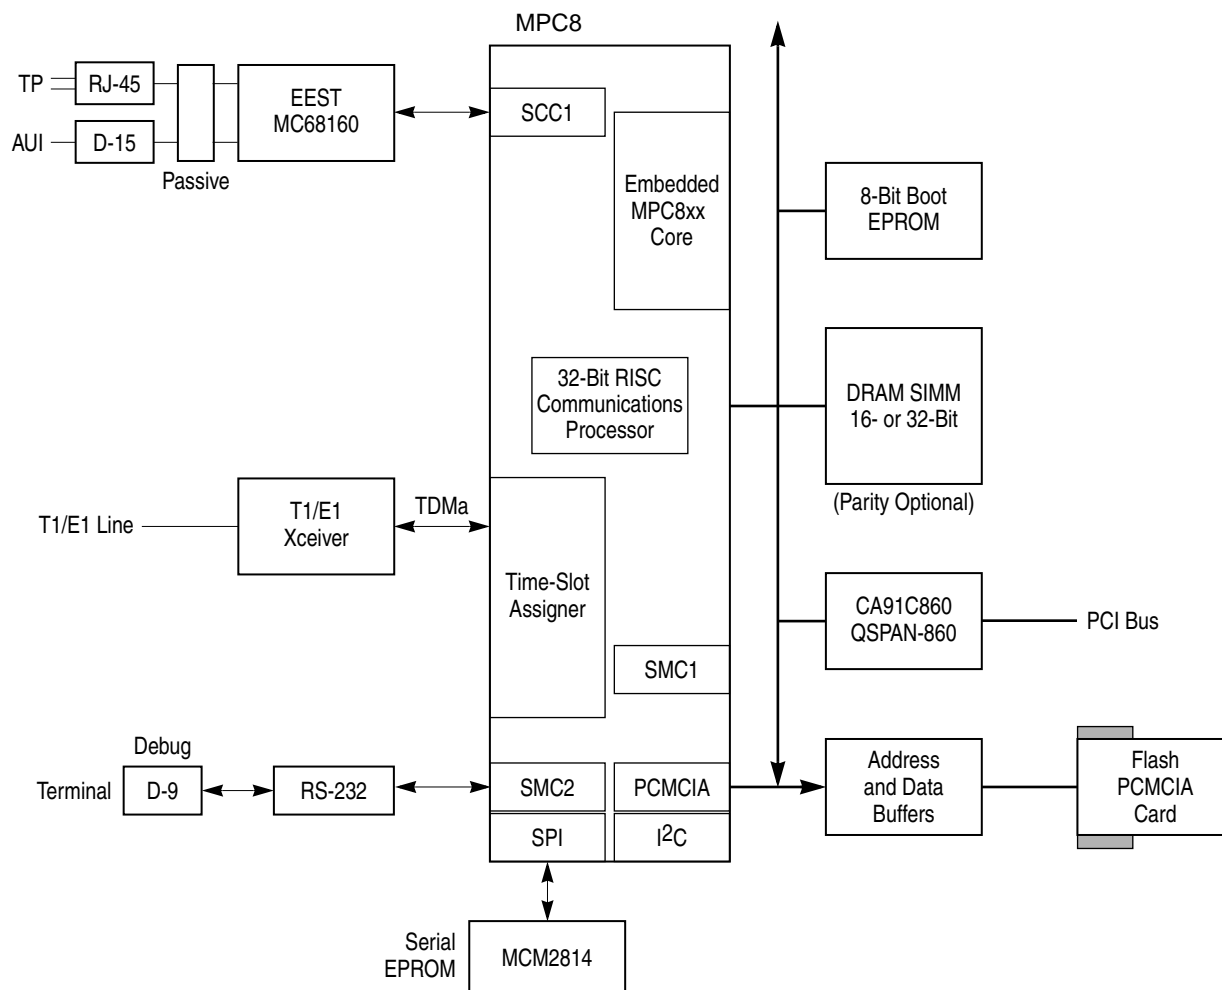 MPC8
TP
RJ-45
AUI
D-15
Passive
EEST
MC68160
SCC1
Embedded
MPC8xx
Core
8-Bit Boot
EPROM
32-Bit RISC
Communications
Processor
DRAM SIMM
16- or 32-Bit
(Parity Optional)
T1/E1 Line
T1/E1
Xceiver
TDMa
Time-Slot
Assigner
CA91C860
QSPAN-860
PCI Bus
SMC1
Debug
Terminal
D-9
RS-232
SMC2
PCMCIA
SPI
I2C
Address
and Data
Buffers
Flash
PCMCIA
Card
Serial
EPROM
MCM2814